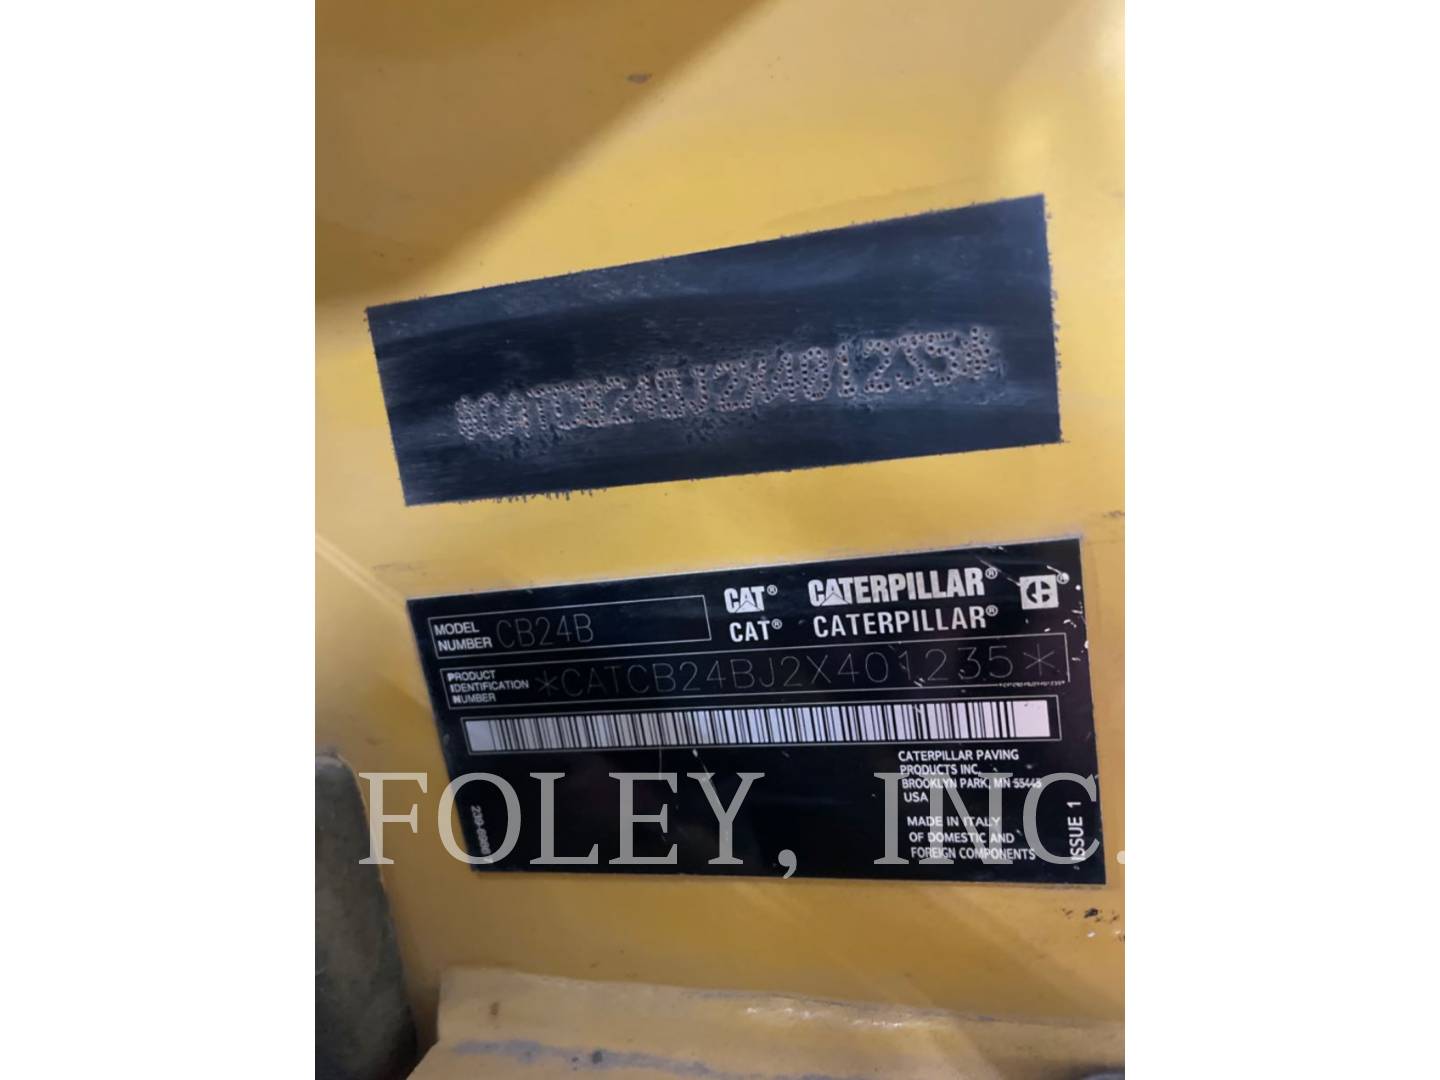 *CATCB24BJ2X401235*
CAT® CATERPILLAR®
MODEL NUMBER CB24B
CAT® CATERPILLAR®
PRODUCT IDENTIFICATION NUMBER *CATCB24BJ2X401235*
CATERPILLAR PAVING
PRODUCTS INC.
BROOKLYN PARK, MN 55445
USA
MADE IN ITALY
OF DOMESTIC AND
FOREIGN COMPONENTS
ISSUE 1
FOLEY, INC.